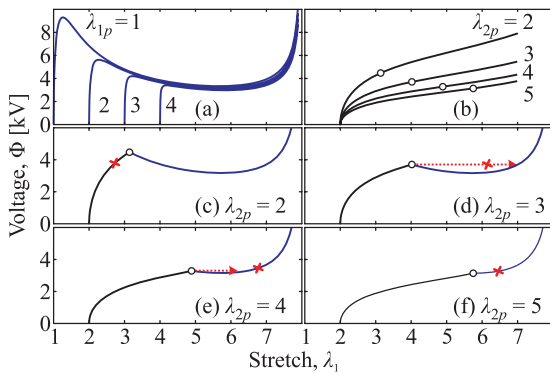 λ₁ₚ = 1
8
6
4
2
0
2
3
4
(a)
λ₂ₚ = 2
3
4
5
(b)
Voltage, Φ [kV]
4
2
0
(c) λ₂ₚ = 2
(d) λ₂ₚ = 3
4
2
0
(e) λ₂ₚ = 4
(f) λ₂ₚ = 5
1 2 3 4 5 6 7
1 2 3 4 5 6 7
Stretch, λ₁